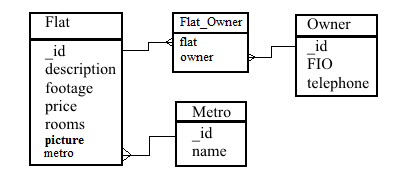 Flat
_id
description
footage
price
rooms
picture
metro
Flat_Owner
flat
owner
Owner
_id
FIO
telephone
Metro
_id
name